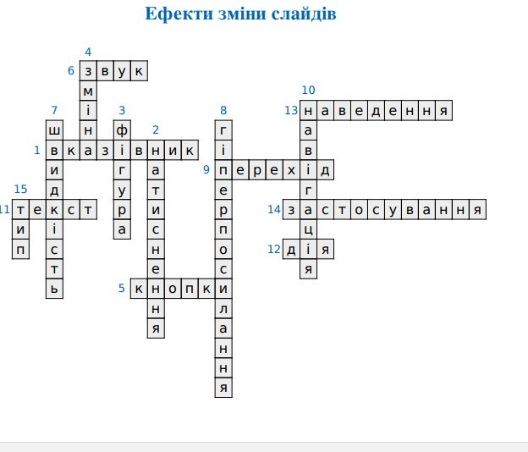 Ефекти зміни слайдів
4
6 звук
м
10
7 і 3 8 13 наведення
ш н ф 2 г а
1 вказівник і в
и г а 9 перехід
15 д у т е г
11 текст р и р 14 застосування
и і а с п ц
п с н о 12 дія
т е с я
ь 5 кнопки
н л
я а
н
н
я